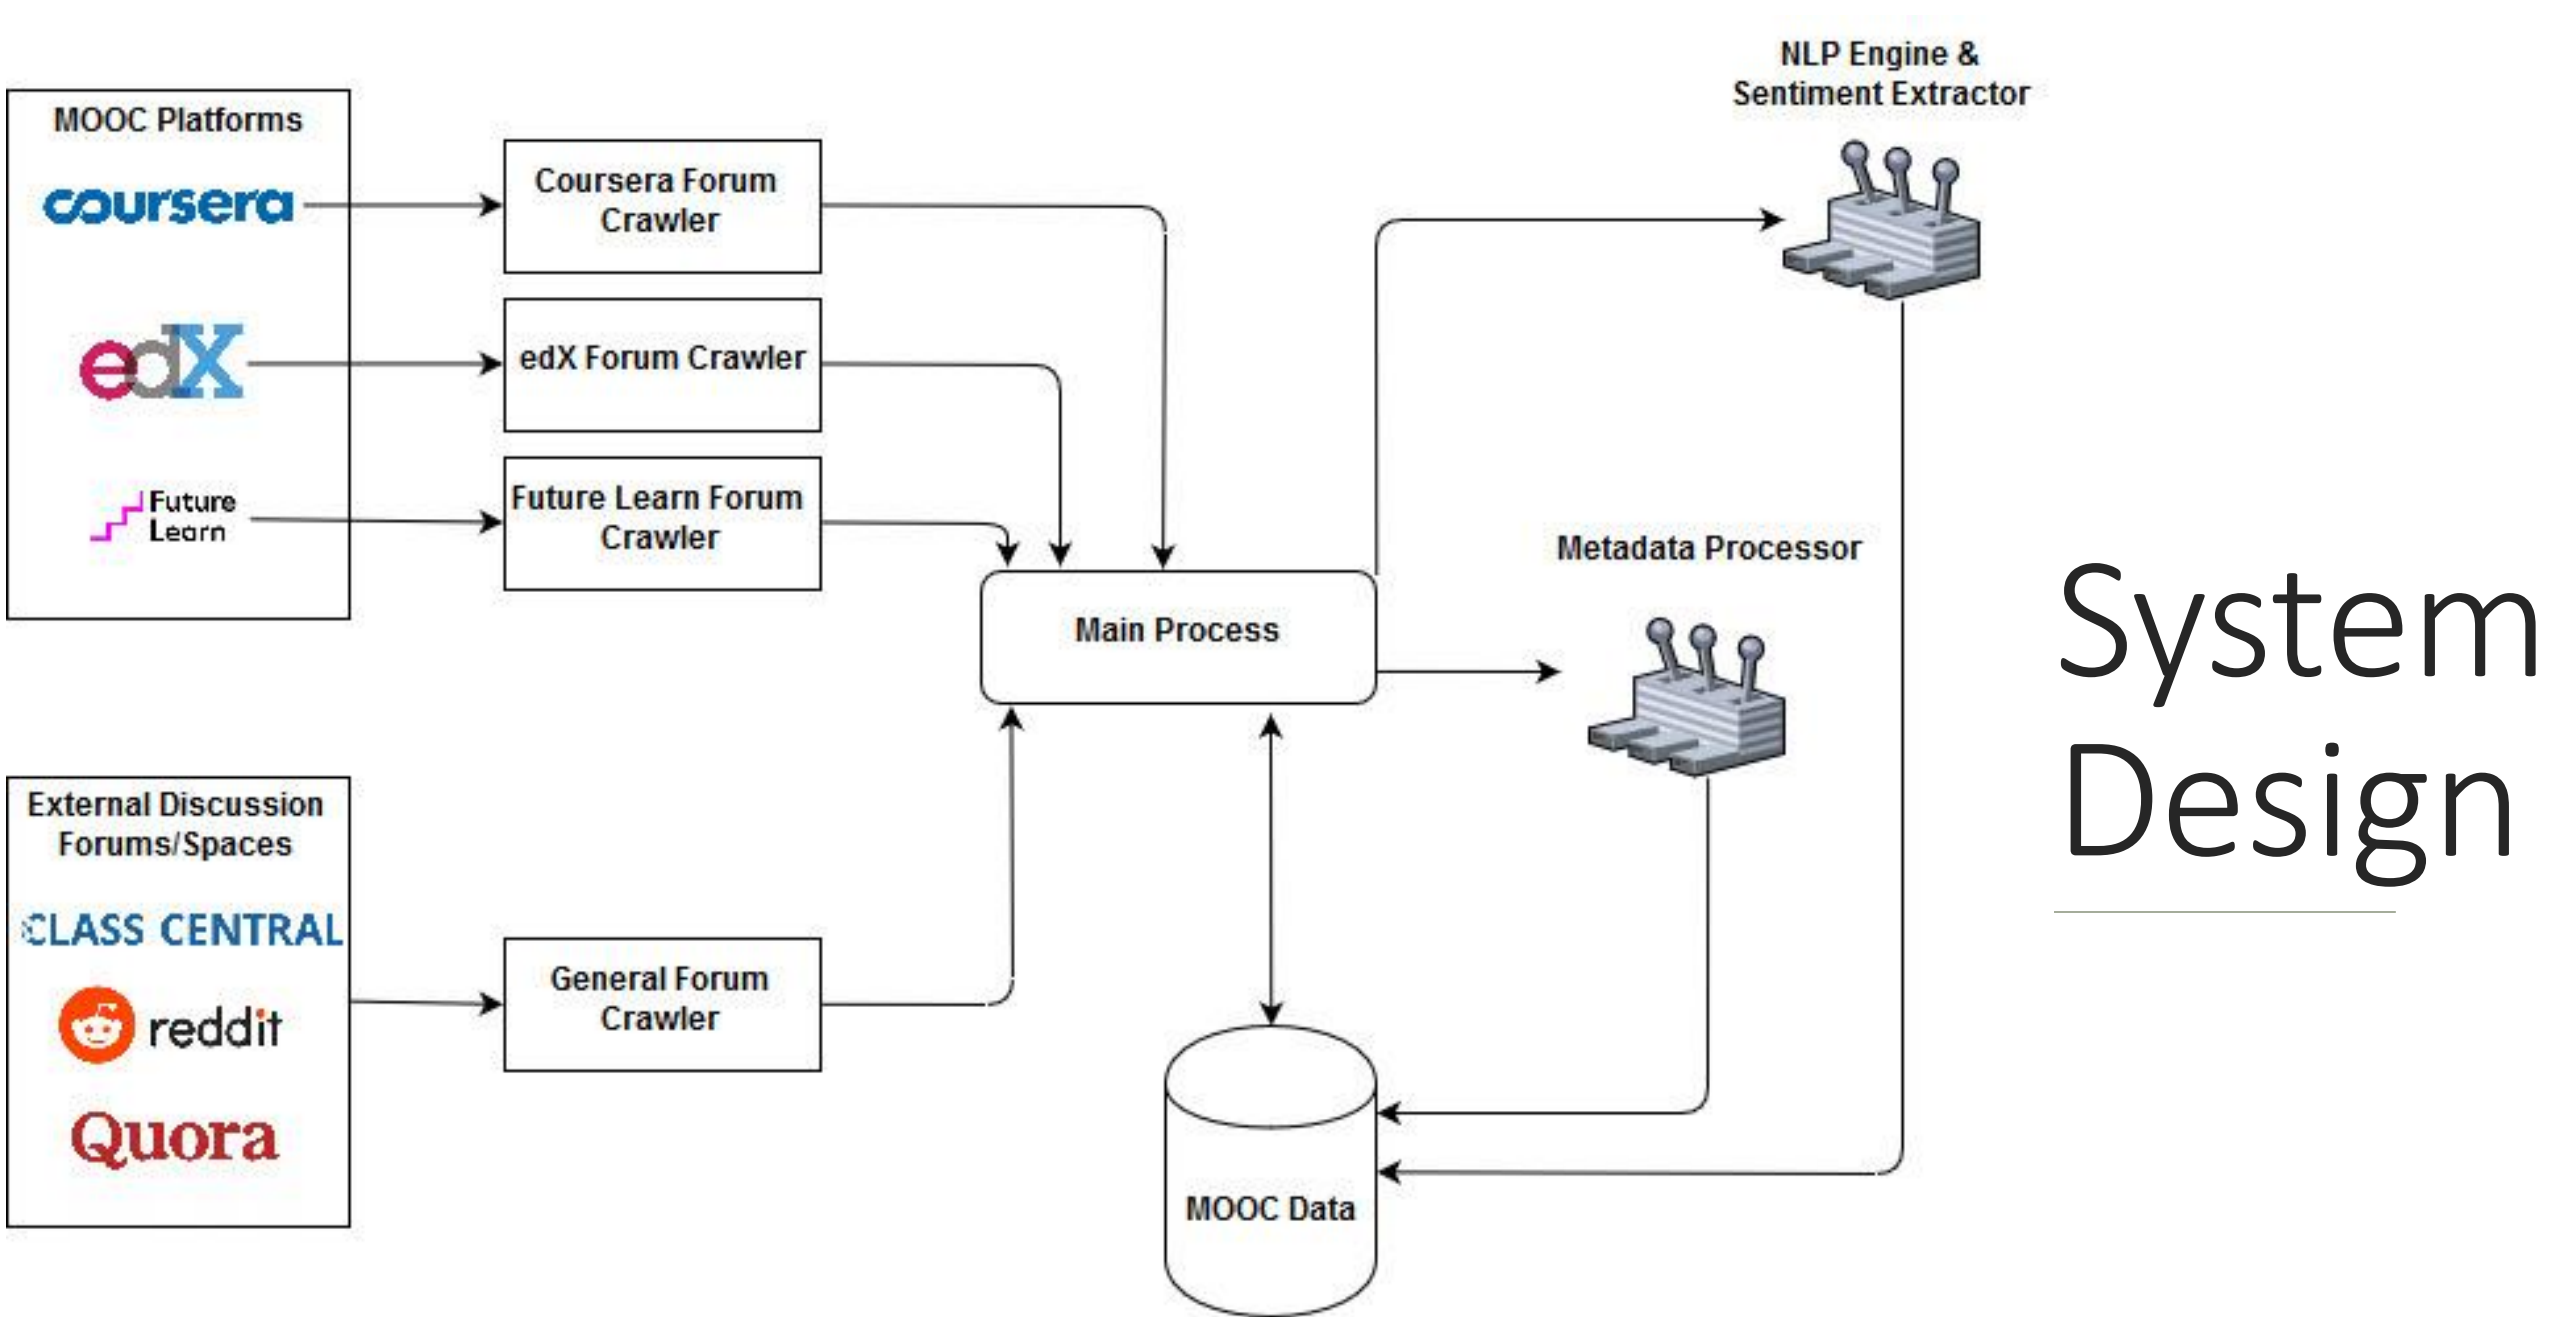 NLP Engine &
Sentiment Extractor
MOOC Platforms
coursera
Coursera Forum
Crawler
edX
edX Forum Crawler
Future
Learn
Future Learn Forum
Crawler
Main Process
Metadata Processor
External Discussion
Forums/Spaces
CLASS CENTRAL
reddit
Quora
General Forum
Crawler
MOOC Data
System
Design